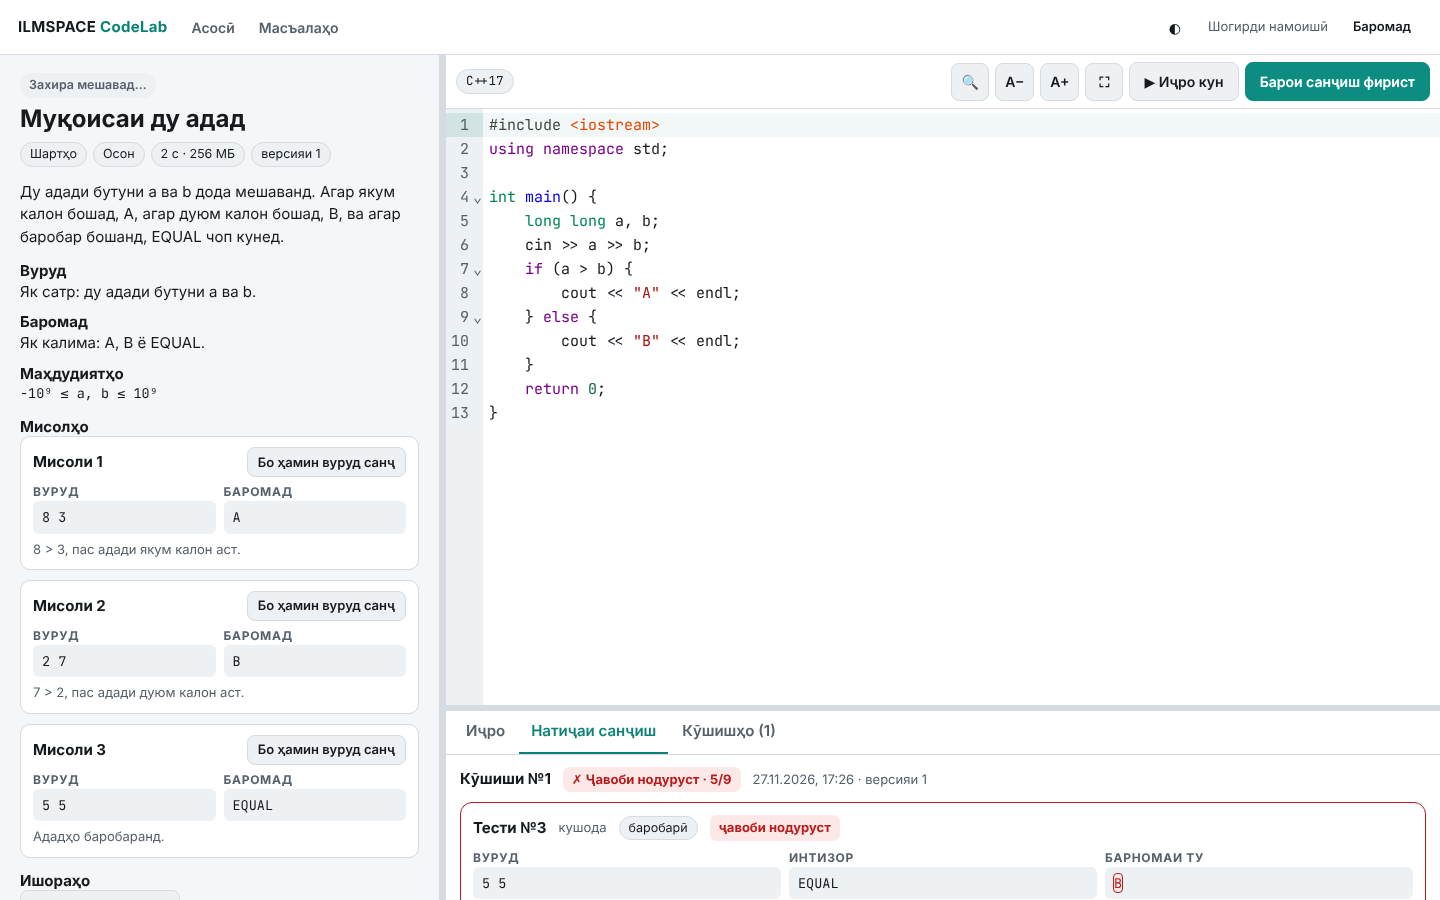 ILMSPACE CodeLab
Асосӣ
Масъалаҳо
Шогирди намоишӣ
Баромад
Захира мешавад...
Муқоисаи ду адад
Шартҳо
Осон
2 с · 256 МБ
версияи 1
Ду адади бутуни a ва b дода мешаванд. Агар якум
калон бошад, A, агар дуюм калон бошад, B, ва агар
баробар бошанд, EQUAL чоп кунед.
Вуруд
Як сатр: ду адади бутуни a ва b.
Баромад
Як калима: A, B ё EQUAL.
Маҳдудиятҳо
-10⁹ ≤ a, b ≤ 10⁹
Мисолҳо
Мисоли 1
Бо ҳамин вуруд санҷ
ВУРУД
БАРОМАД
8 3
A
8 > 3, пас адади якум калон аст.
Мисоли 2
Бо ҳамин вуруд санҷ
ВУРУД
БАРОМАД
2 7
B
7 > 2, пас адади дуюм калон аст.
Мисоли 3
Бо ҳамин вуруд санҷ
ВУРУД
БАРОМАД
5 5
EQUAL
Ададҳо баробаранд.
Ишораҳо
C++17
A−
A+
▶ Иҷро кун
Барои санҷиш фирист
1 #include <iostream>
2 using namespace std;
3
4 int main() {
5     long long a, b;
6     cin >> a >> b;
7     if (a > b) {
8         cout << "A" << endl;
9     } else {
10         cout << "B" << endl;
11     }
12     return 0;
13 }
Иҷро
Натиҷаи санҷиш
Кӯшишҳо (1)
Кӯшиши №1
✗ Ҷавоби нодуруст · 5/9
27.11.2026, 17:26 · версияи 1
Тести №3
кушода
баробарӣ
ҷавоби нодуруст
ВУРУД
ИНТИЗОР
БАРНОМАИ ТУ
5 5
EQUAL
B